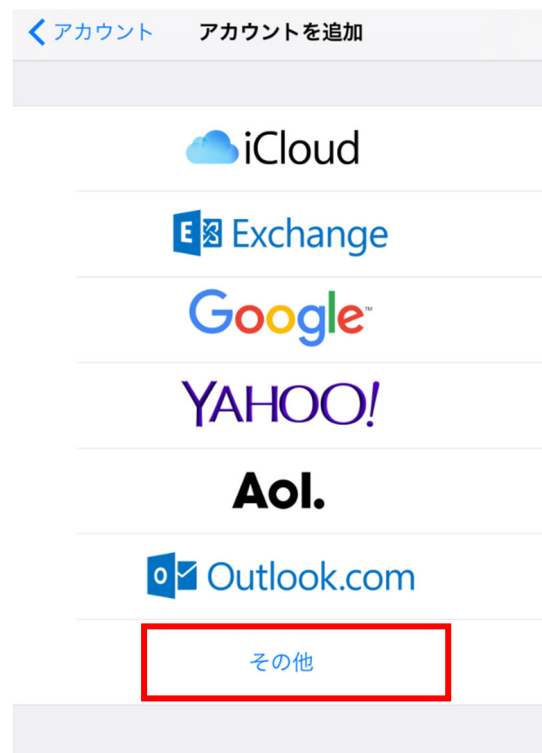 アカウント アカウントを追加
iCloud
E Exchange
Google™
YAHOO!
Aol.
o Outlook.com
その他